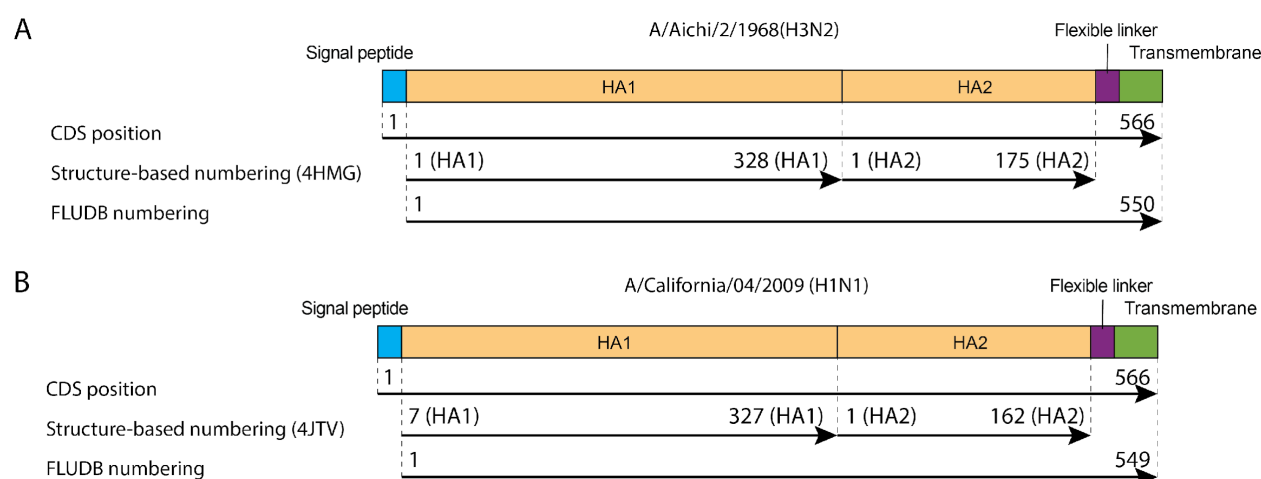 A
A/Aichi/2/1968(H3N2)
Flexible linker
Signal peptide
Transmembrane
HA1
HA2
CDS position
1
566
Structure-based numbering (4HMG)
1 (HA1)
328 (HA1)
1 (HA2)
175 (HA2)
FLUDB numbering
1
550
B
A/California/04/2009 (H1N1)
Flexible linker
Signal peptide
Transmembrane
HA1
HA2
CDS position
1
566
Structure-based numbering (4JTV)
7 (HA1)
327 (HA1)
1 (HA2)
162 (HA2)
FLUDB numbering
1
549